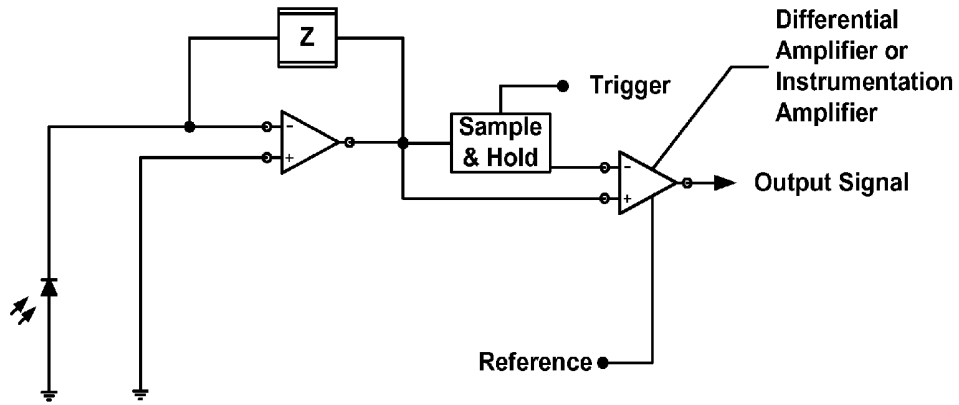 Z
Differential
Amplifier or
Instrumentation
Amplifier
Trigger
Sample
& Hold
-
+
-
+
Output Signal
Reference